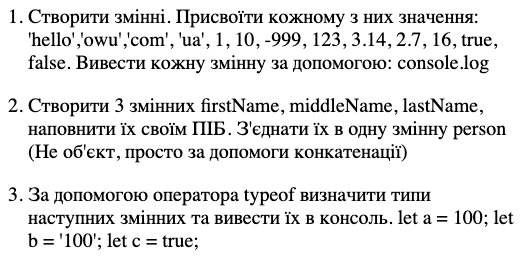 1. Створити змінні. Присвоїти кожному з них значення:
'hello','owu','com', 'ua', 1, 10, -999, 123, 3.14, 2.7, 16, true,
false. Вивести кожну змінну за допомогою: console.log
2. Створити 3 змінних firstName, middleName, lastName,
наповнити їх своїм ПІБ. З'єднати їх в одну змінну person
(Не об'єкт, просто за допомоги конкатенації)
3. За допомогою оператора typeof визначити типи
наступних змінних та вивести їх в консоль. let a = 100; let
b = '100'; let c = true;